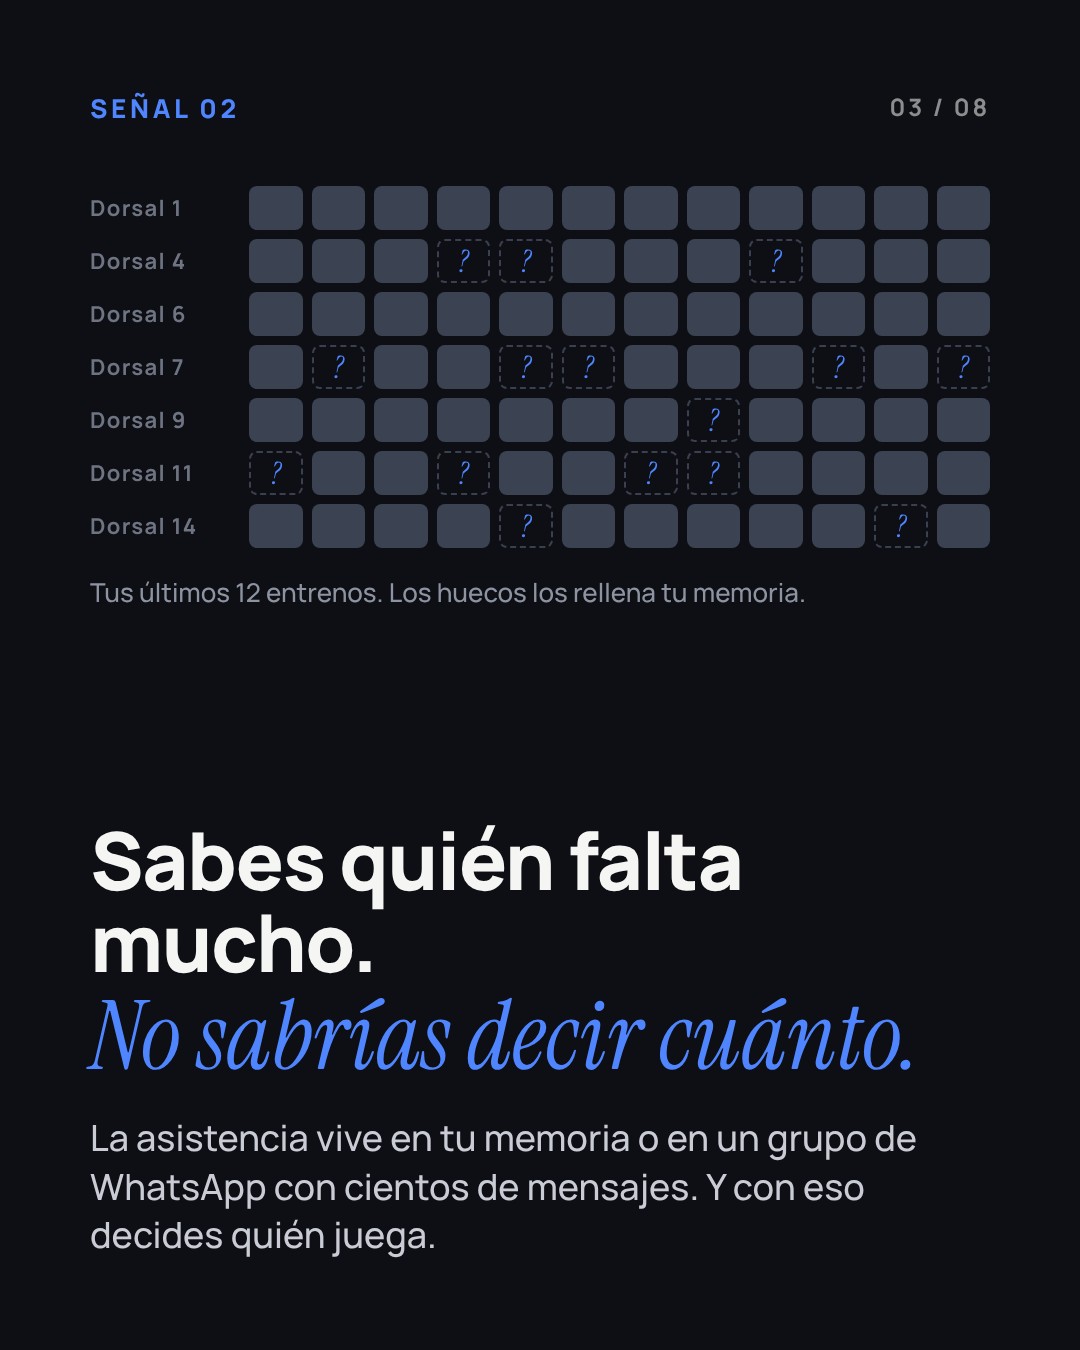 SEÑAL 02
03 / 08
Dorsal 1
Dorsal 4 ? ? ?
Dorsal 6
Dorsal 7 ? ? ? ? ?
Dorsal 9 ?
Dorsal 11 ? ? ? ?
Dorsal 14 ? ?
Tus últimos 12 entrenos. Los huecos los rellena tu memoria.
Sabes quién falta
mucho.
No sabrías decir cuánto.
La asistencia vive en tu memoria o en un grupo de
WhatsApp con cientos de mensajes. Y con eso
decides quién juega.